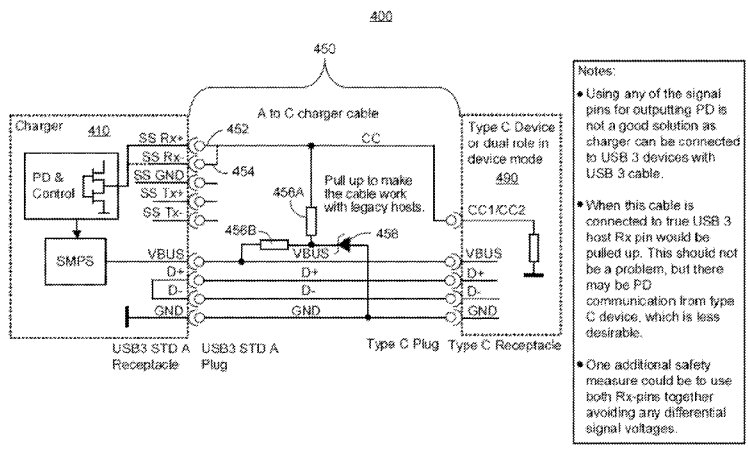 400
450
A to C charger cable
Charger
410
SS Rx+
452
CC
Type C Device
or dual role in
device mode
490
SS Rx-
454
PD &
Control
SS GND
SS Tx+
SS Tx-
456A
Pull up to make
the cable work
with legacy hosts.
CC1/CC2
456B
458
SMPS
VBUS
VBUS
VBUS
D+
D+
D+
D-
D-
D-
GND
GND
GND
USB3 STD A
Receptacle
USB3 STD A
Plug
Type C Plug
Type C Receptacle
Notes:
• Using any of the signal
pins for outputting PD is
not a good solution as
charger can be connected
to USB 3 devices with
USB 3 cable.
• When this cable is
connected to true USB 3
host Rx pin would be
pulled up. This should not
be a problem, but there
may be PD
communication from type
C device, which is less
desirable.
• One additional safety
measure could be to use
both Rx-pins together
avoiding any differential
signal voltages.